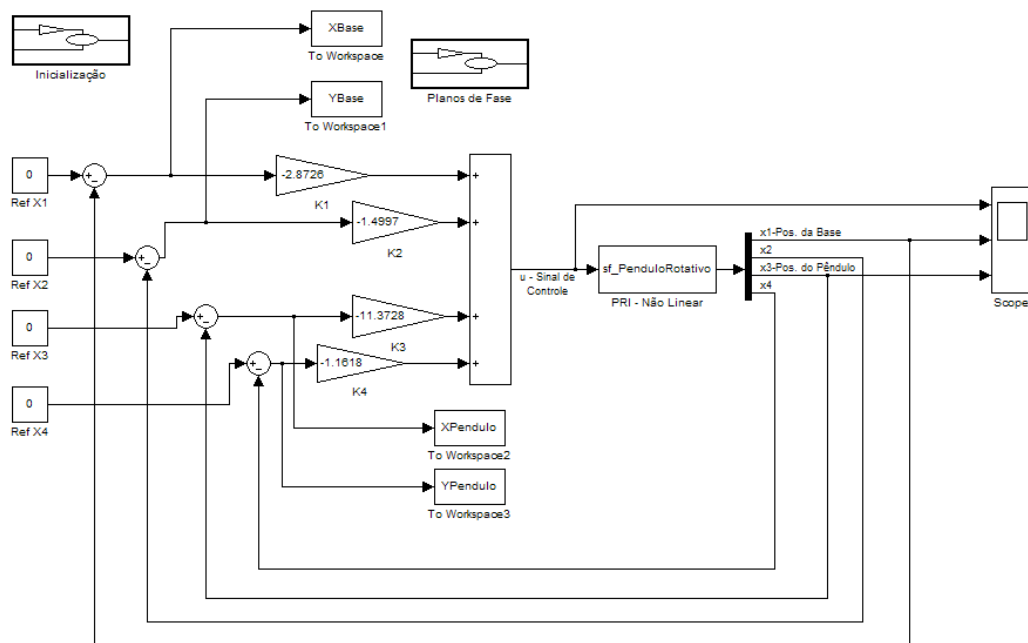 XBase
To Workspace
Inicialização
Planos de Fase
YBase
To Workspace1
0
Ref X1
+
-
-2.8726
K1
+
-1.4997
K2
+
0
Ref X2
+
-
u - Sinal de
Controle
sf_PenduloRotativo
PRI - Não Linear
x1-Pos. da Base
x2
x3-Pos. do Pêndulo
x4
Scope
0
Ref X3
+
-
-11.3728
K3
+
0
Ref X4
+
-
-1.1618
K4
+
XPendulo
To Workspace2
YPendulo
To Workspace3